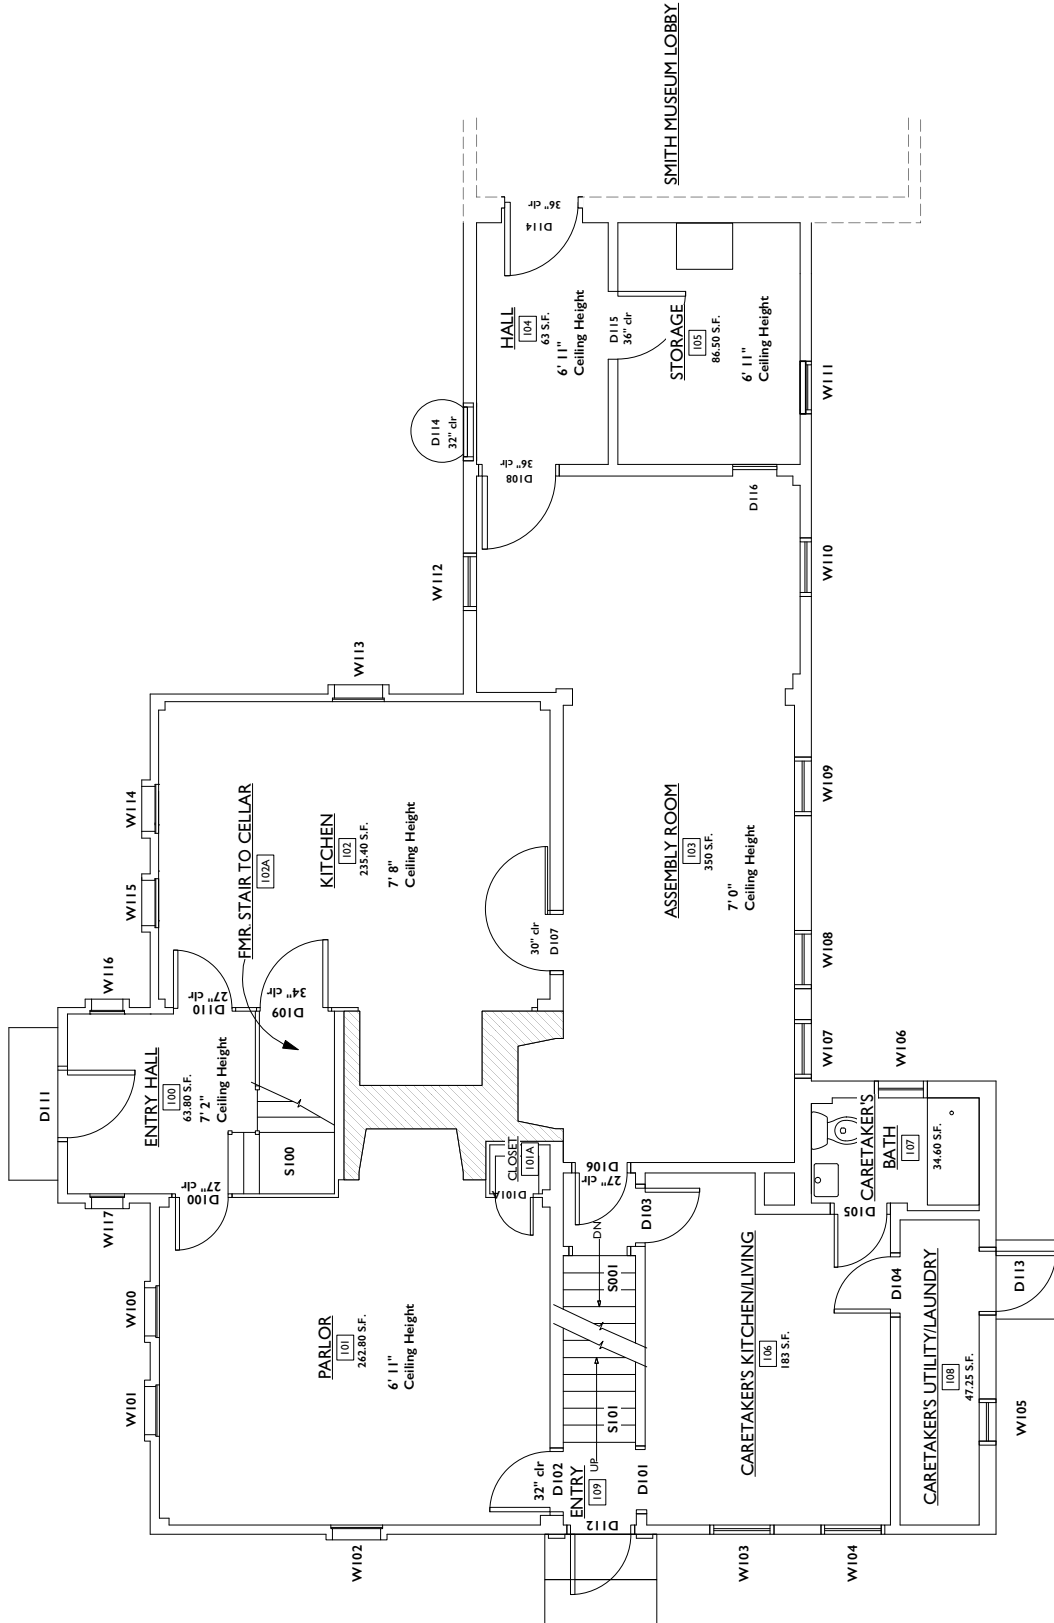 W117
D111
W116
W115
W114
ENTRY HALL
100
63.80 S.F.
7' 2"
Ceiling Height
D110
27" clr
D109
34" clr
S100
D100
27" clr
FMR. STAIR TO CELLAR
102A
W101
W100
PARLOR
101
262.80 S.F.
6' 11"
Ceiling Height
W102
CLOSET
101A
D101A
KITCHEN
102
235.40 S.F.
7' 8"
Ceiling Height
W113
30" clr
D107
32" clr
D102
ENTRY
109
D112
UP
S101
S001
DN
D101
D103
D106
27" clr
ASSEMBLY ROOM
103
350 S.F.
7' 0"
Ceiling Height
W112
D114
32" clr
D108
36" clr
HALL
104
63 S.F.
6' 11"
Ceiling Height
D114
36" clr
D115
36" clr
STORAGE
105
86.50 S.F.
6' 11"
Ceiling Height
D116
SMITH MUSEUM LOBBY
W103
W104
CARETAKER'S KITCHEN/LIVING
106
183 S.F.
D105
D104
CARETAKER'S
BATH
107
34.60 S.F.
W106
W107
W108
W109
W110
W111
CARETAKER'S UTILITY/LAUNDRY
108
47.25 S.F.
W105
D113